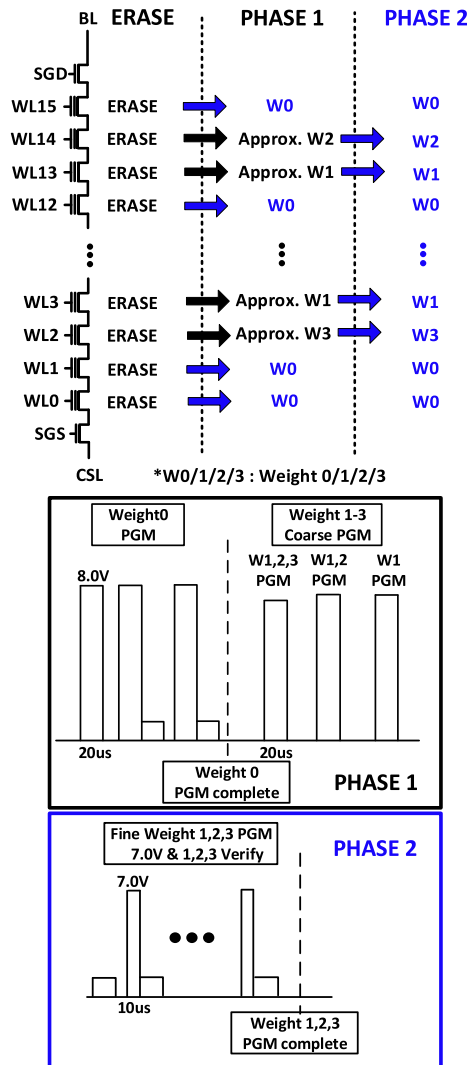 BL ERASE PHASE 1 PHASE 2
SGD
WL15 ERASE W0 W0
WL14 ERASE Approx. W2 W2
WL13 ERASE Approx. W1 W1
WL12 ERASE W0 W0
WL3 ERASE Approx. W1 W1
WL2 ERASE Approx. W3 W3
WL1 ERASE W0 W0
WL0 ERASE W0 W0
SGS
CSL *W0/1/2/3 : Weight 0/1/2/3
Weight0
PGM
Weight 1-3
Coarse PGM
W1,2,3
PGM
W1,2
PGM
W1
PGM
8.0V
20us
20us
Weight 0
PGM complete
PHASE 1
Fine Weight 1,2,3 PGM
7.0V & 1,2,3 Verify
PHASE 2
7.0V
10us
Weight 1,2,3
PGM complete